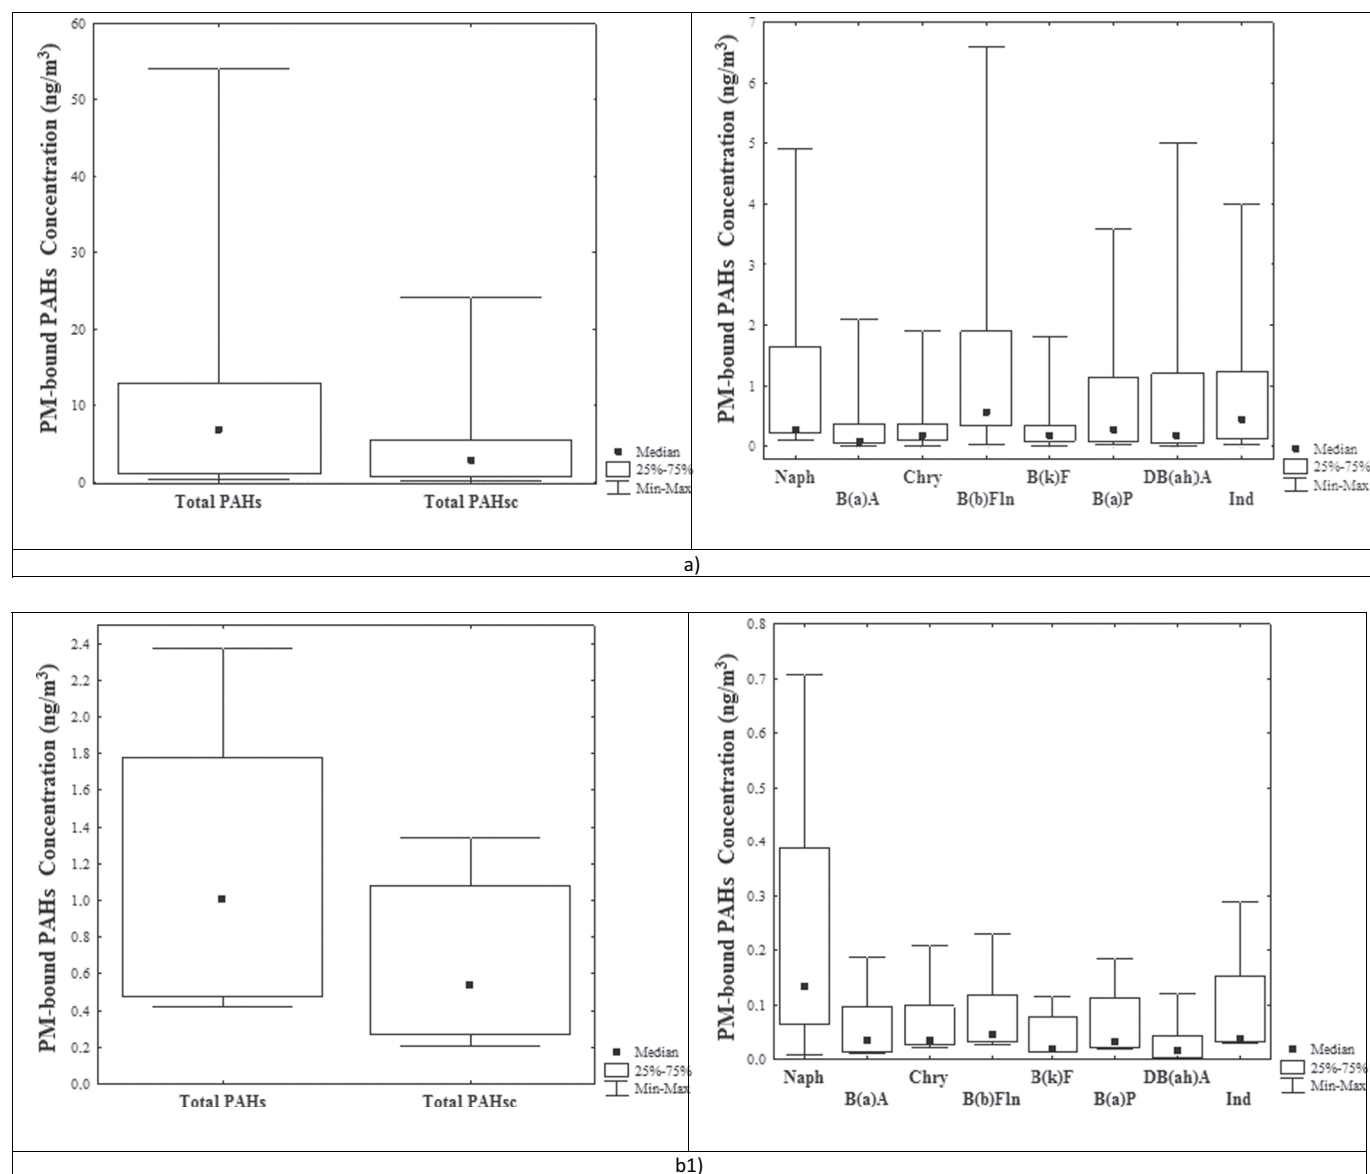 PM-bound PAHs Concentration (ng/m³)
60
50
40
30
20
10
0
Total PAHs
Total PAHsc
Median
25%-75%
Min-Max
PM-bound PAHs Concentration (ng/m³)
7
6
5
4
3
2
1
0
Naph
B(a)A
Chry
B(b)Fln
B(k)F
B(a)P
DB(ah)A
Ind
Median
25%-75%
Min-Max
a)
PM-bound PAHs Concentration (ng/m³)
2.4
2.2
2.0
1.8
1.6
1.4
1.2
1.0
0.8
0.6
0.4
0.2
0.0
Total PAHs
Total PAHsc
Median
25%-75%
Min-Max
PM-bound PAHs Concentration (ng/m³)
0.8
0.7
0.6
0.5
0.4
0.3
0.2
0.1
0.0
Naph
B(a)A
Chry
B(b)Fln
B(k)F
B(a)P
DB(ah)A
Ind
Median
25%-75%
Min-Max
b1)